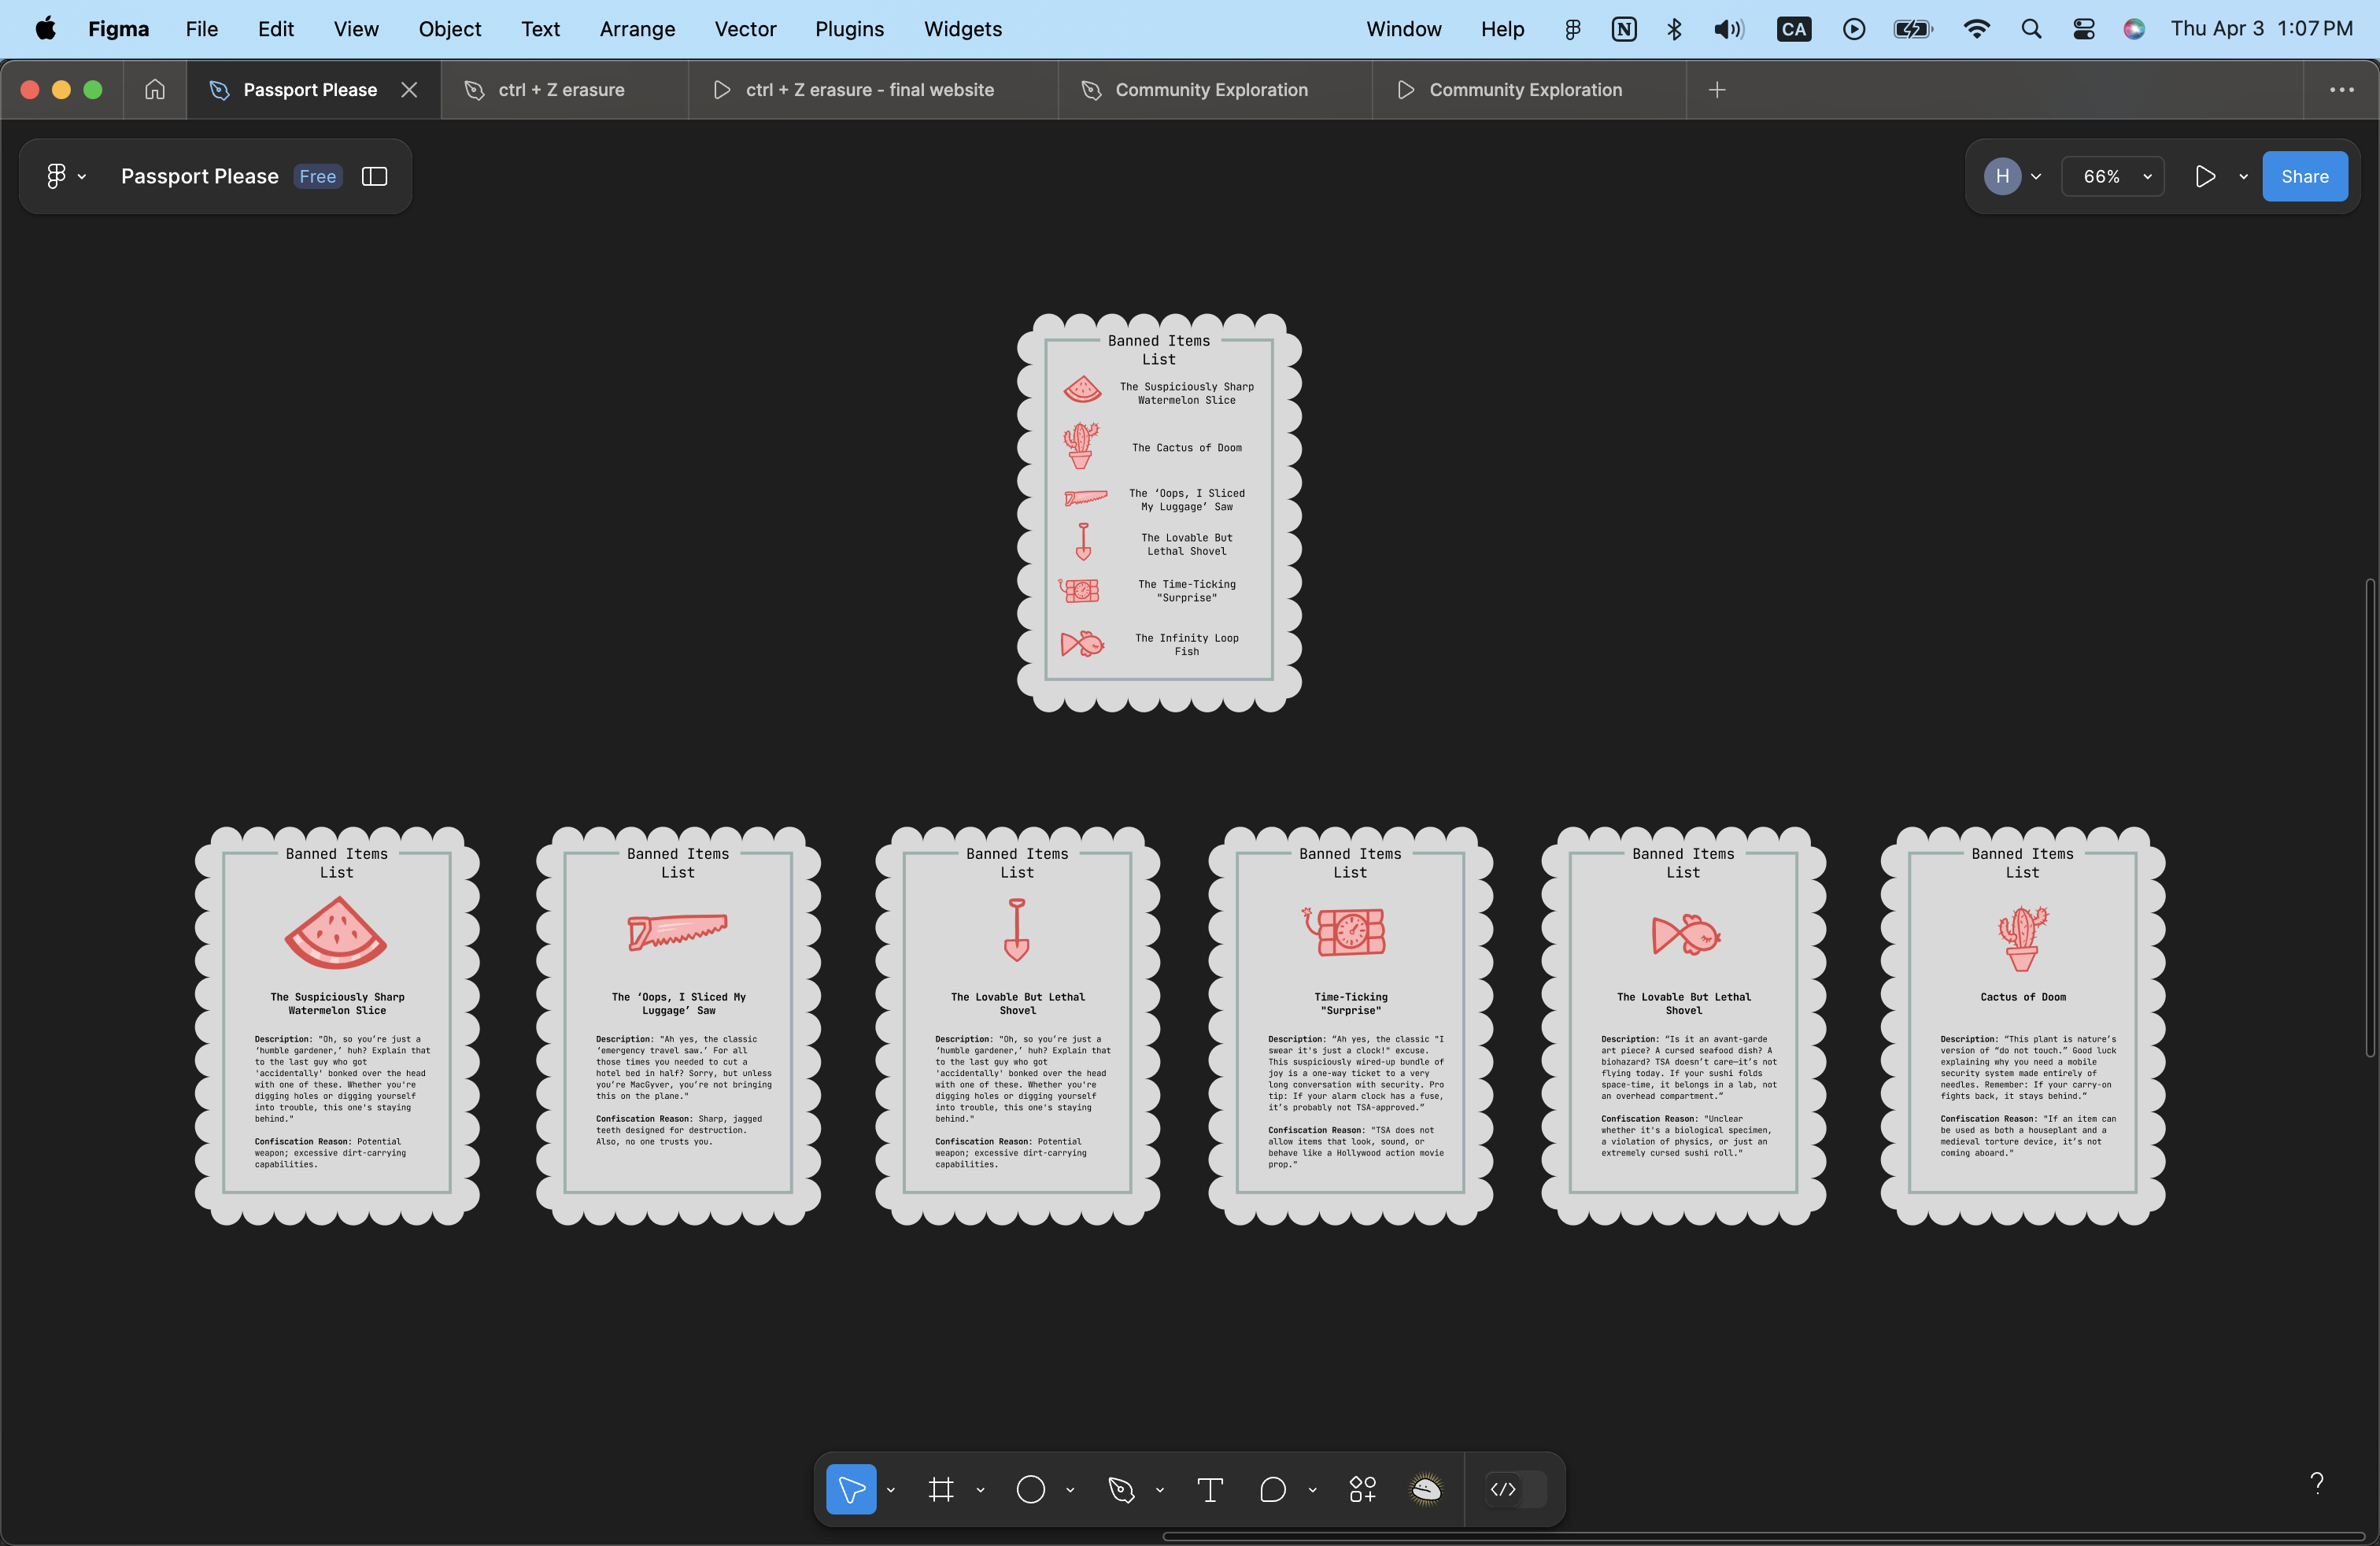 Figma File Edit View Object Text Arrange Vector Plugins Widgets Window Help CA Thu Apr 3 1:07 PM
Passport Please ctrl + Z erasure ctrl + Z erasure - final website Community Exploration Community Exploration
Passport Please Free H 66% Share
Banned Items
List
The Suspiciously Sharp
Watermelon Slice
The Cactus of Doom
The ‘Oops, I Sliced
My Luggage’ Saw
The Lovable But
Lethal Shovel
The Time-Ticking
"Surprise"
The Infinity Loop
Fish
Banned Items
List
The Suspiciously Sharp
Watermelon Slice
Description: "Oh, so you’re just a
‘humble gardener,’ huh? Explain that
to the last guy who got
'accidentally' bonked over the head
with one of these. Whether you're
digging holes or digging yourself
into trouble, this one's staying
behind."
Confiscation Reason: Potential
weapon; excessive dirt-carrying
capabilities.
Banned Items
List
The ‘Oops, I Sliced My
Luggage’ Saw
Description: "Ah yes, the classic
‘emergency travel saw.’ For all
those times you needed to cut a
hotel bed in half? Sorry, but unless
you’re MacGyver, you’re not bringing
this on the plane."
Confiscation Reason: Sharp, jagged
teeth designed for destruction.
Also, no one trusts you.
Banned Items
List
The Lovable But Lethal
Shovel
Description: "Oh, so you’re just a
‘humble gardener,’ huh? Explain that
to the last guy who got
'accidentally' bonked over the head
with one of these. Whether you're
digging holes or digging yourself
into trouble, this one's staying
behind."
Confiscation Reason: Potential
weapon; excessive dirt-carrying
capabilities.
Banned Items
List
Time-Ticking
"Surprise"
Description: “Ah yes, the classic "I
swear it's just a clock!" excuse.
This suspiciously wired-up bundle of
joy is a one-way ticket to a very
long conversation with security. Pro
tip: If your alarm clock has a fuse,
it’s probably not TSA-approved.”
Confiscation Reason: "TSA does not
allow items that look, sound, or
behave like a Hollywood action movie
prop."
Banned Items
List
The Lovable But Lethal
Shovel
Description: “Is it an avant-garde
art piece? A cursed seafood dish? A
biohazard? TSA doesn’t care—it’s not
flying today. If your sushi folds
space-time, it belongs in a lab, not
an overhead compartment.”
Confiscation Reason: "Unclear
whether it's a biological specimen,
a violation of physics, or just an
extremely cursed sushi roll."
Banned Items
List
Cactus of Doom
Description: “This plant is nature’s
version of “do not touch.” Good luck
explaining why you need a mobile
security system made entirely of
needles. Remember: If your carry-on
fights back, it stays behind.”
Confiscation Reason: "If an item can
be used as both a houseplant and a
medieval torture device, it’s not
coming aboard."